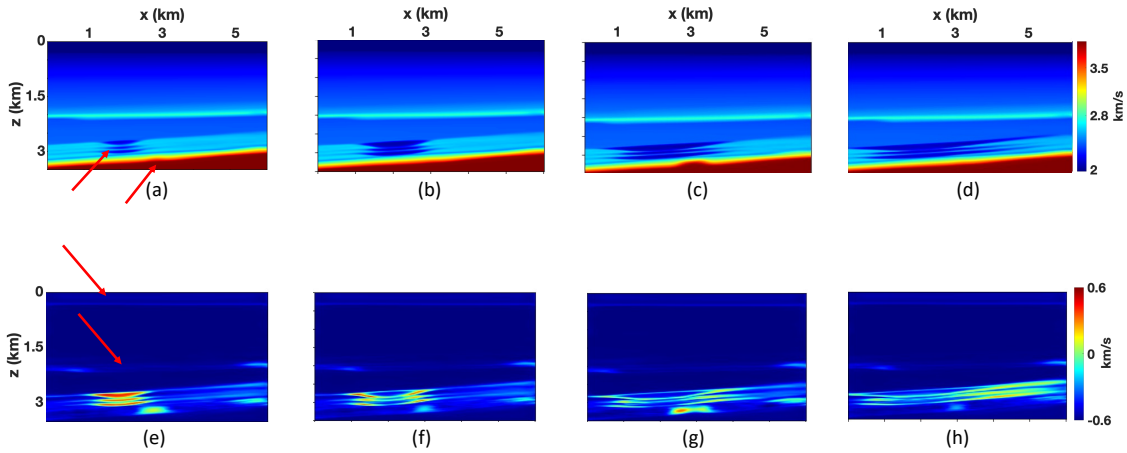 x (km) x (km) x (km) x (km)
1 3 5 1 3 5 1 3 5 1 3 5
0
1.5
3
z (km)
3.5
2.8
2
km/s
(a) (b) (c) (d)
0
1.5
3
z (km)
0.6
0
-0.6
km/s
(e) (f) (g) (h)